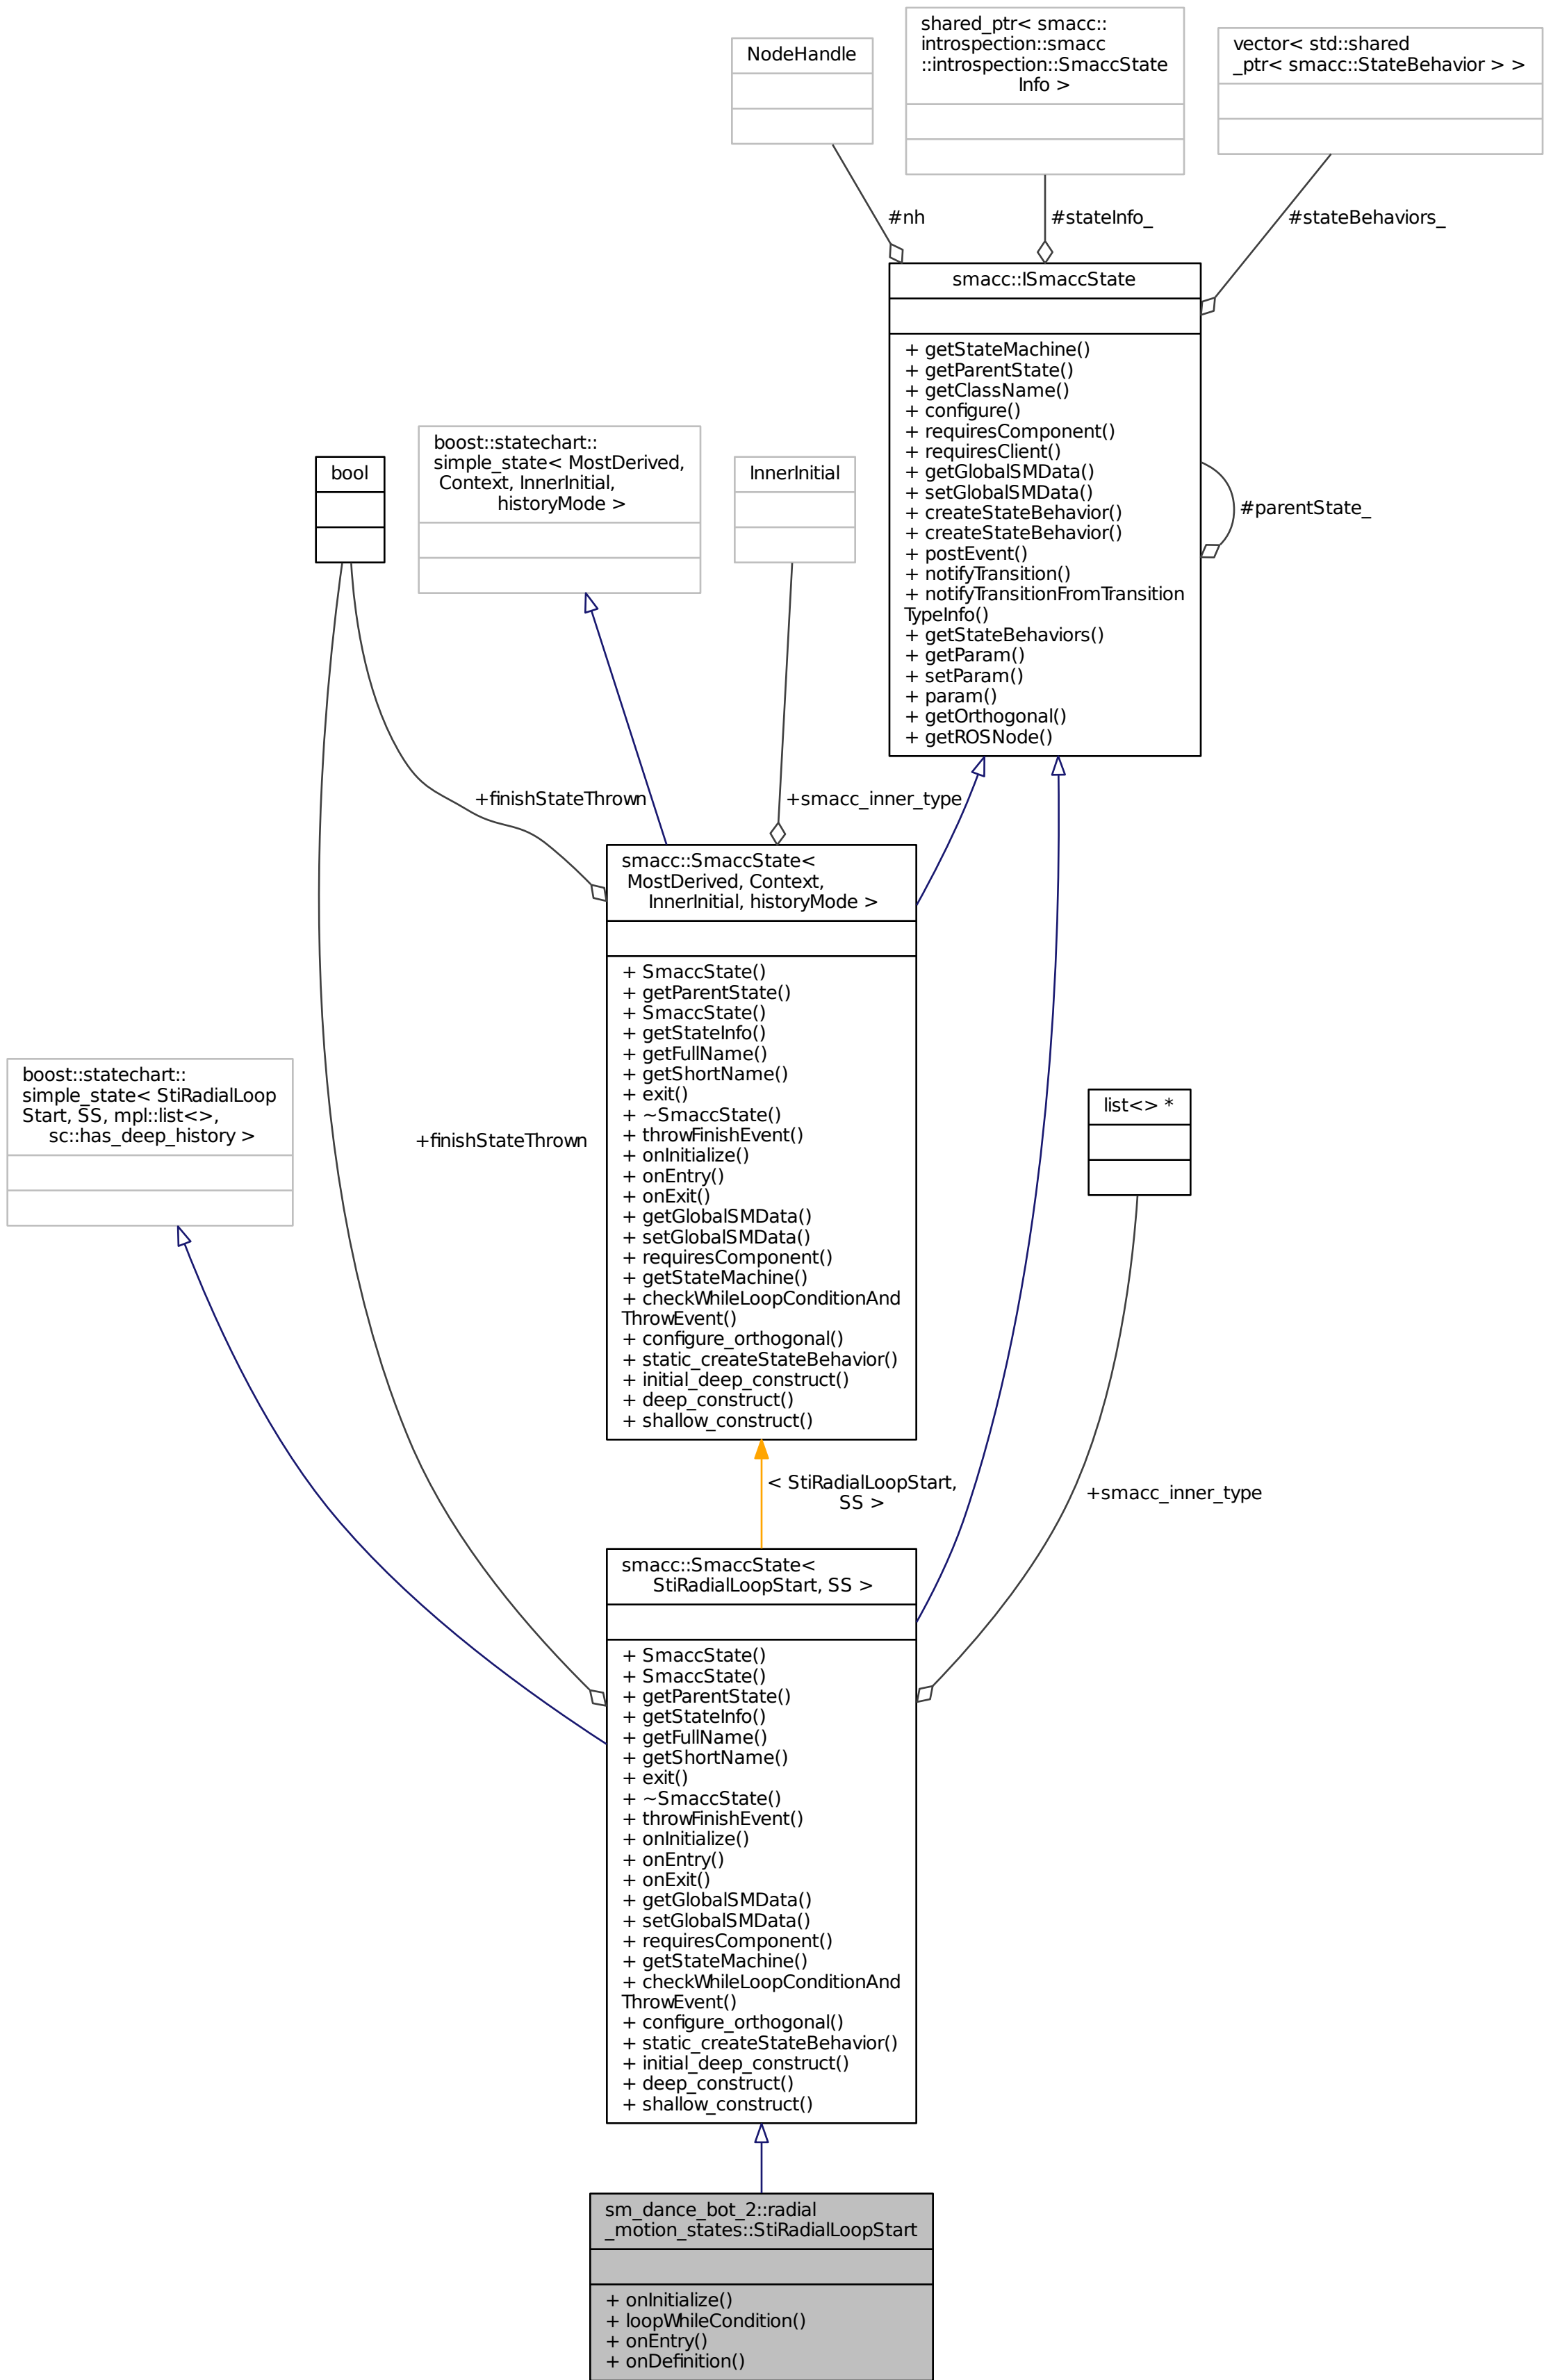 NodeHandle
shared_ptr< smacc::
introspection::smacc
::introspection::SmaccState
Info >
vector< std::shared
_ptr< smacc::StateBehavior > >
#nh
#stateInfo_
#stateBehaviors_
smacc::ISmaccState
+ getStateMachine()
+ getParentState()
+ getClassName()
+ configure()
+ requiresComponent()
+ requiresClient()
+ getGlobalSMData()
+ setGlobalSMData()
+ createStateBehavior()
+ createStateBehavior()
+ postEvent()
+ notifyTransition()
+ notifyTransitionFromTransition
TypeInfo()
+ getStateBehaviors()
+ getParam()
+ setParam()
+ param()
+ getOrthogonal()
+ getROSNode()
#parentState_
bool
boost::statechart::
simple_state< MostDerived,
Context, InnerInitial,
historyMode >
InnerInitial
+finishStateThrown
+smacc_inner_type
smacc::SmaccState<
MostDerived, Context,
InnerInitial, historyMode >
+ SmaccState()
+ getParentState()
+ SmaccState()
+ getStateInfo()
+ getFullName()
+ getShortName()
+ exit()
+ ~SmaccState()
+ throwFinishEvent()
+ onInitialize()
+ onEntry()
+ onExit()
+ getGlobalSMData()
+ setGlobalSMData()
+ requiresComponent()
+ getStateMachine()
+ checkWhileLoopConditionAnd
ThrowEvent()
+ configure_orthogonal()
+ static_createStateBehavior()
+ initial_deep_construct()
+ deep_construct()
+ shallow_construct()
boost::statechart::
simple_state< StiRadialLoop
Start, SS, mpl::list<>,
sc::has_deep_history >
+finishStateThrown
list<> *
< StiRadialLoopStart,
SS >
+smacc_inner_type
smacc::SmaccState<
StiRadialLoopStart, SS >
+ SmaccState()
+ SmaccState()
+ getParentState()
+ getStateInfo()
+ getFullName()
+ getShortName()
+ exit()
+ ~SmaccState()
+ throwFinishEvent()
+ onInitialize()
+ onEntry()
+ onExit()
+ getGlobalSMData()
+ setGlobalSMData()
+ requiresComponent()
+ getStateMachine()
+ checkWhileLoopConditionAnd
ThrowEvent()
+ configure_orthogonal()
+ static_createStateBehavior()
+ initial_deep_construct()
+ deep_construct()
+ shallow_construct()
sm_dance_bot_2::radial
_motion_states::StiRadialLoopStart
+ onInitialize()
+ loopWhileCondition()
+ onEntry()
+ onDefinition()